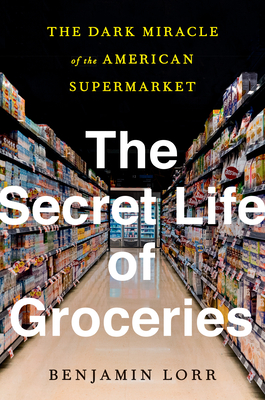 THE DARK MIRACLE
of the AMERICAN
SUPERMARKET
The
Secret Life
of
Groceries
BENJAMIN LORR